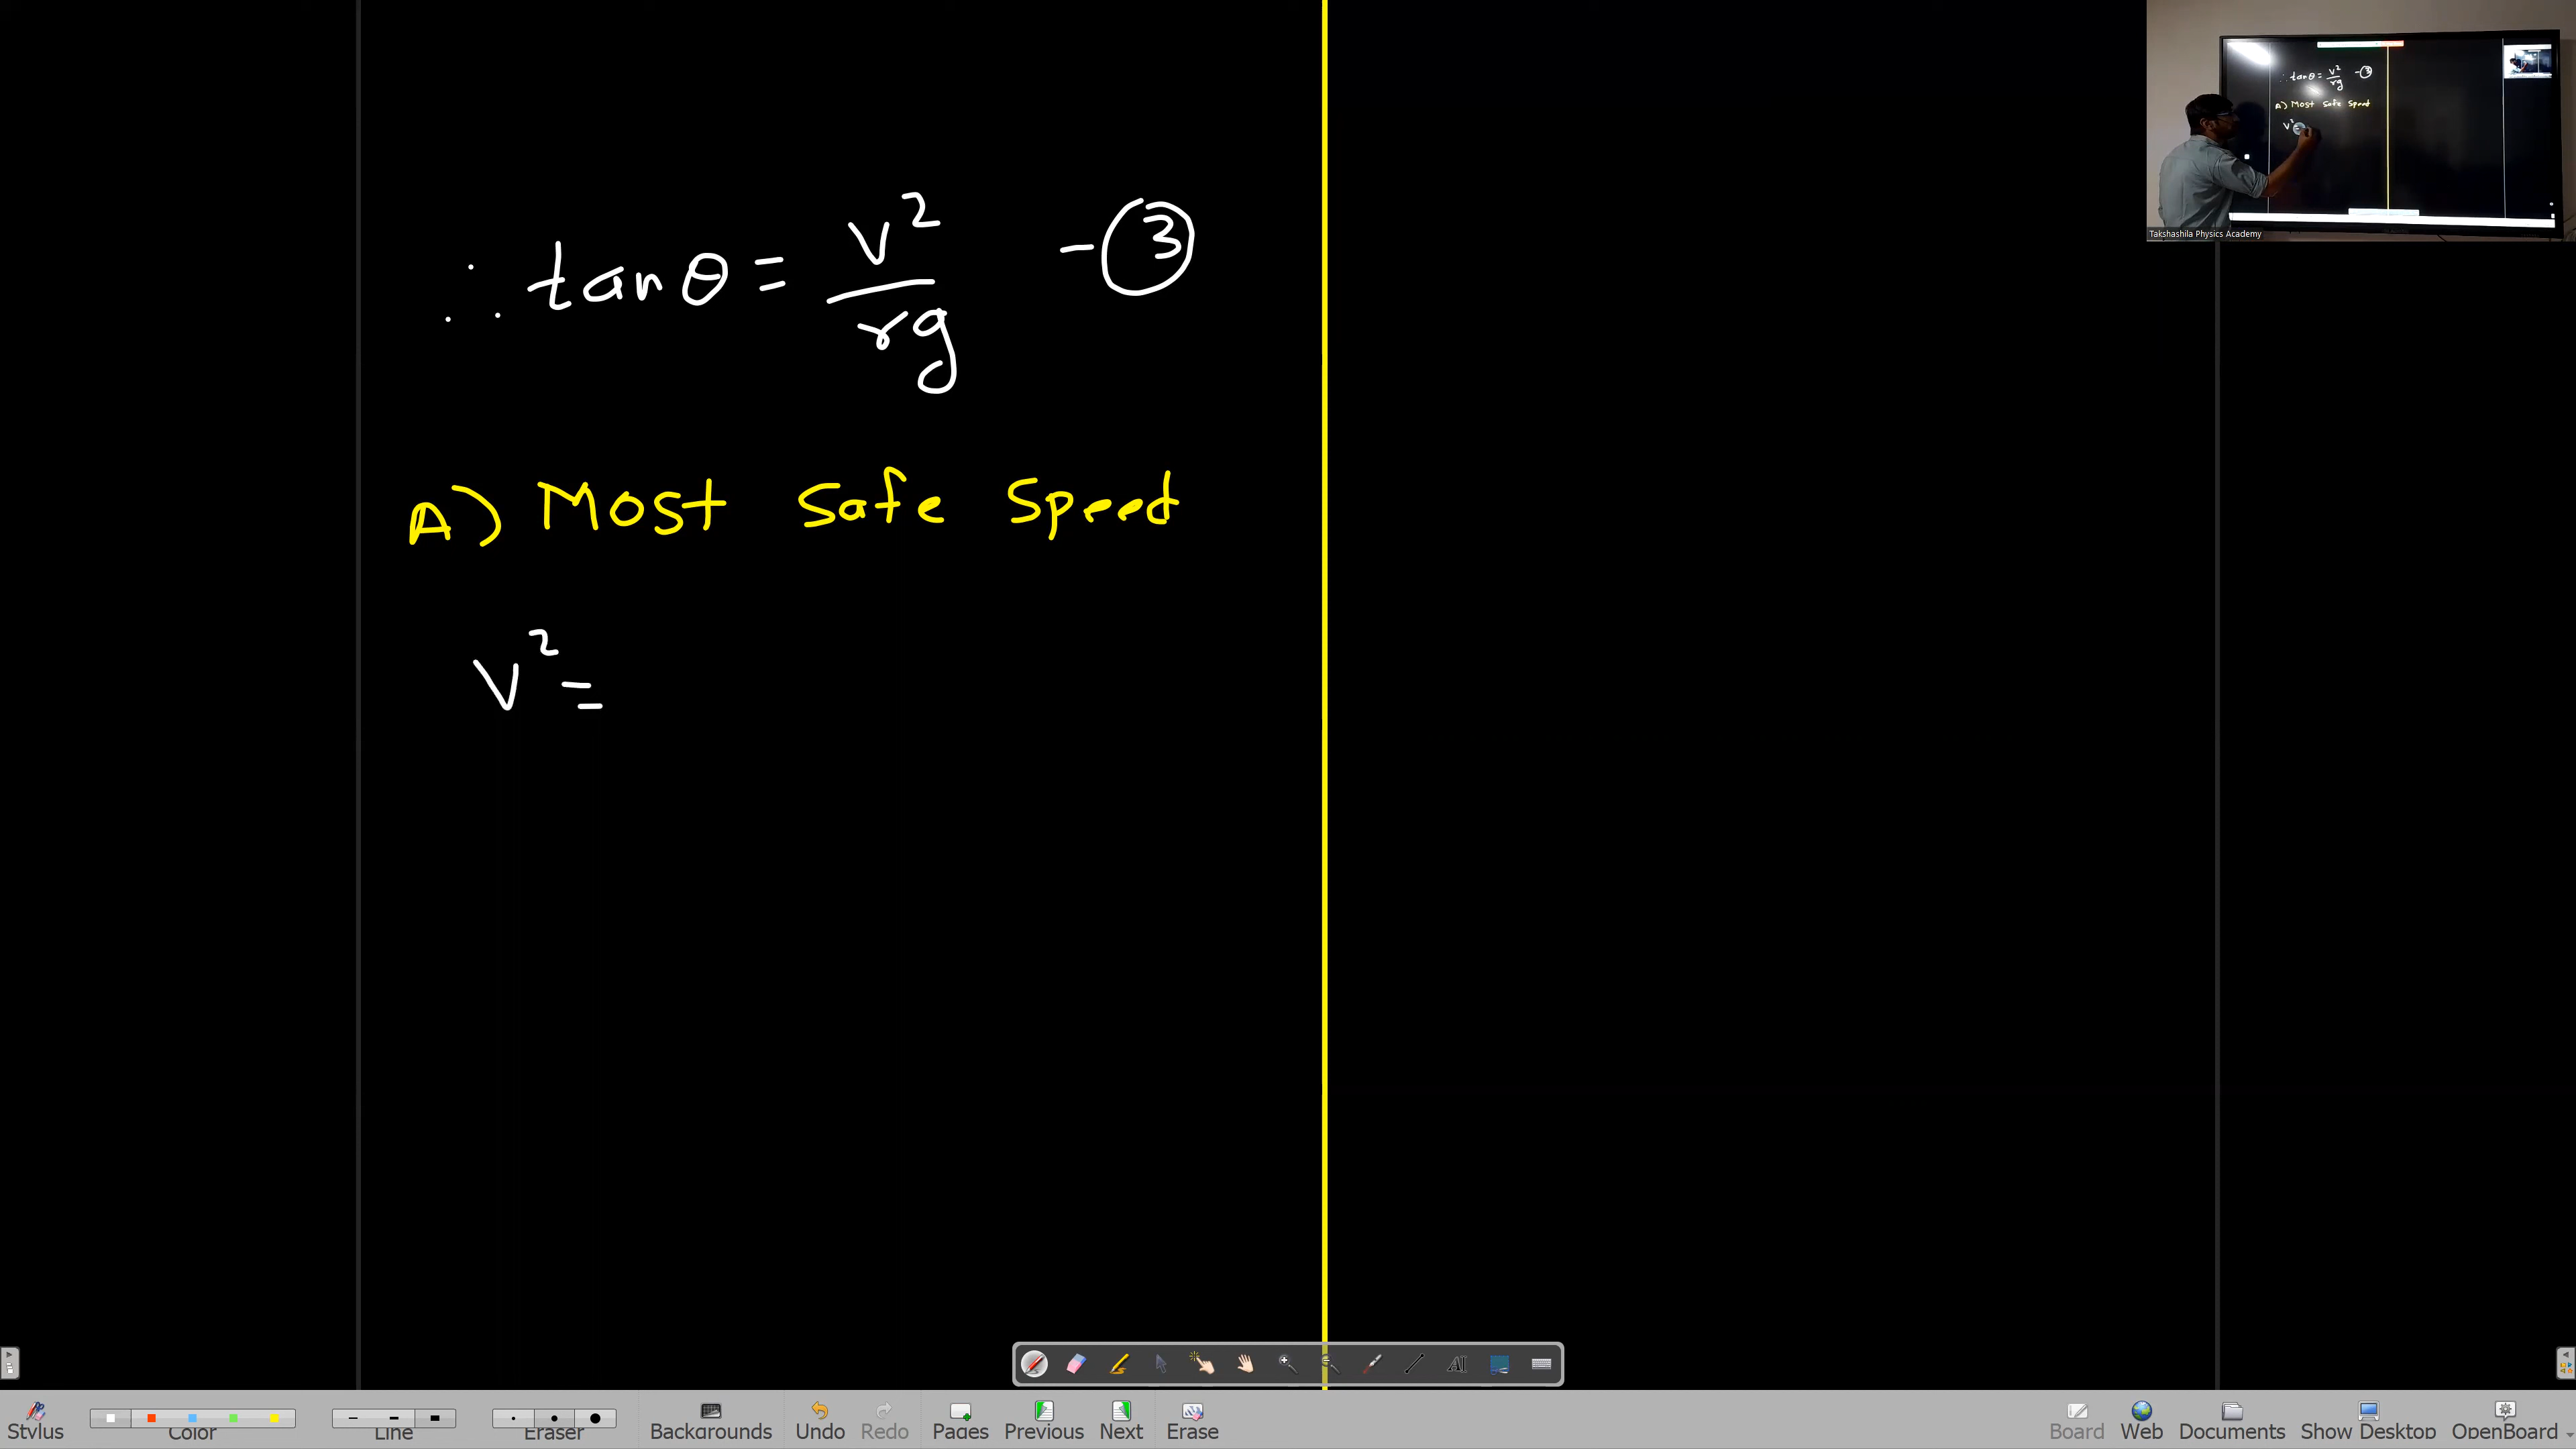 ∴ tanθ = v²/rg - ③
A) Most Safe Speed
V² =
Takshashila Physics Academy
Stylus Color Line Eraser Backgrounds Undo Redo Pages Previous Next Erase Board Web Documents Show Desktop OpenBoard